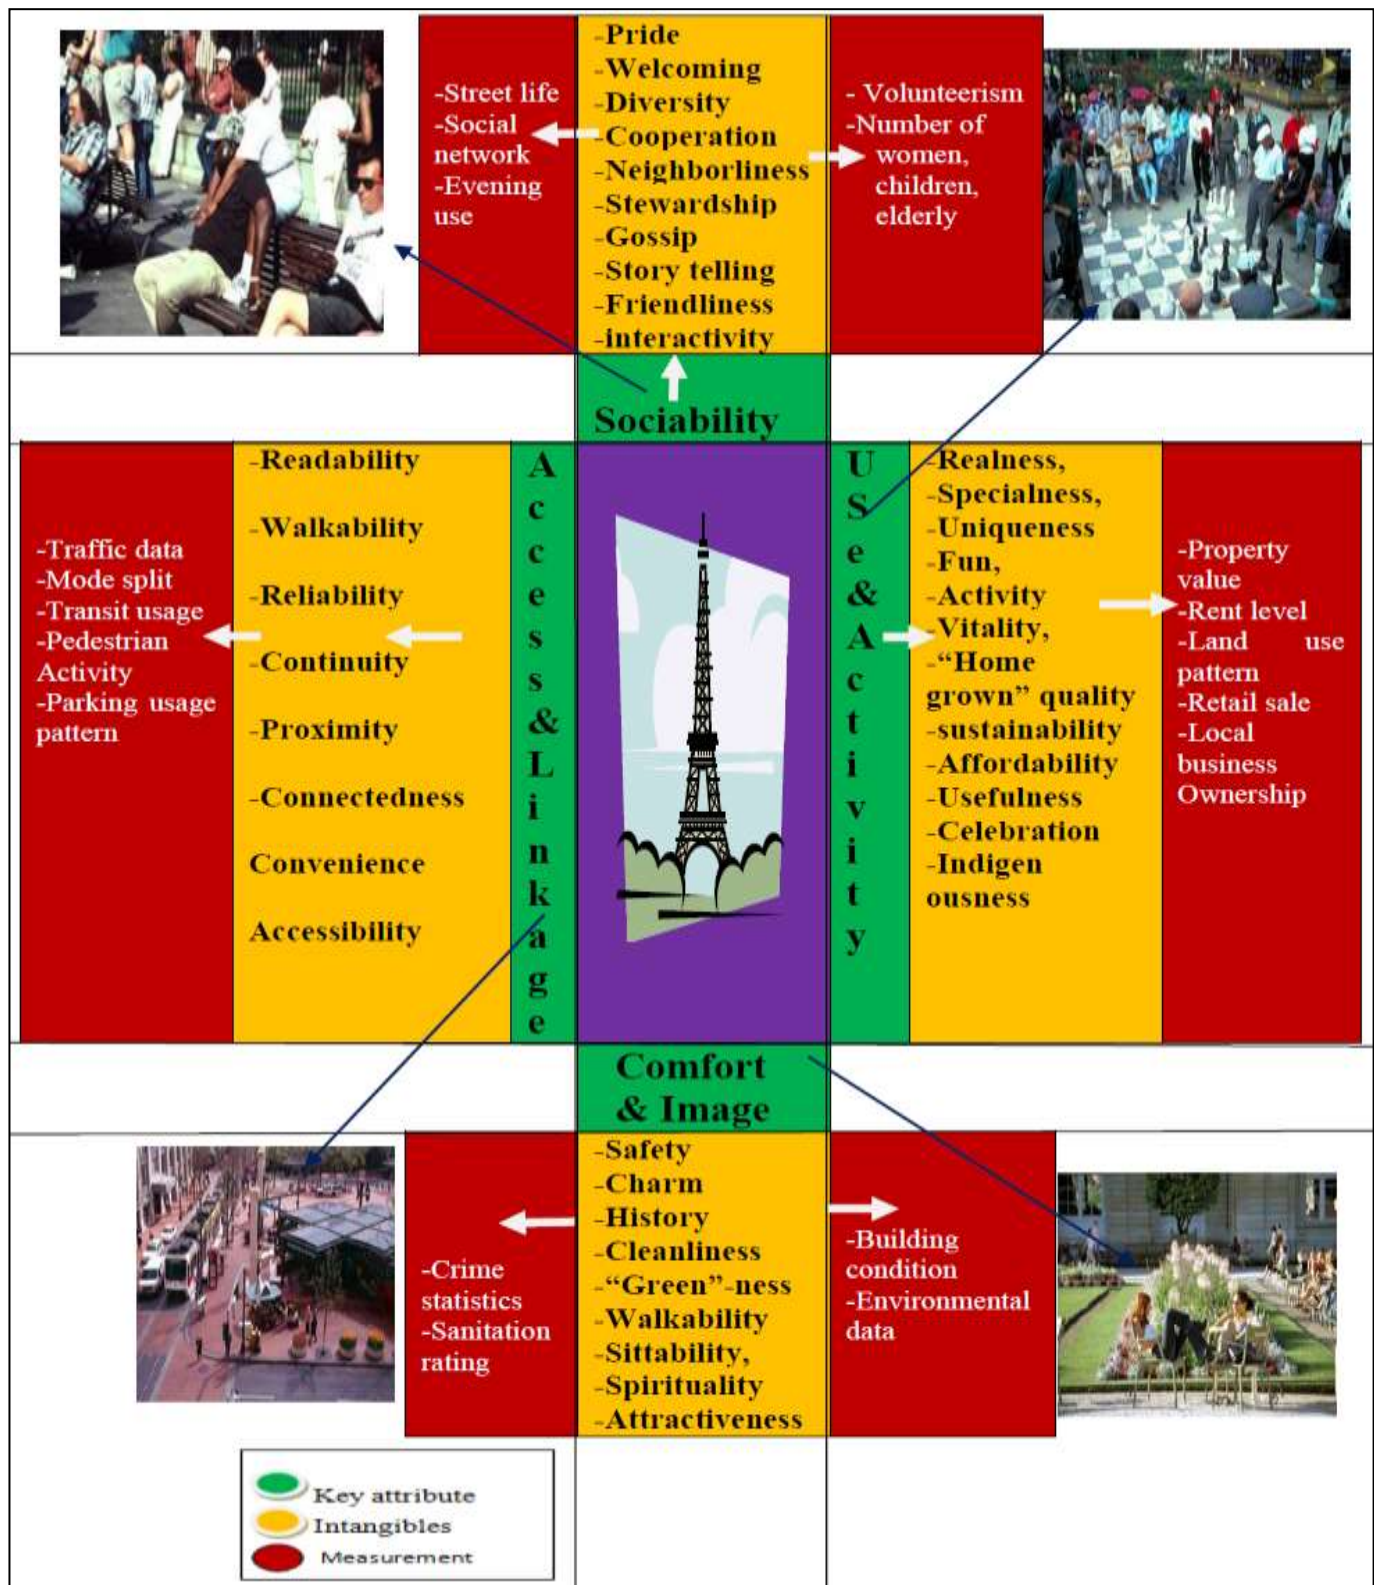 -Pride
-Welcoming
-Diversity
-Cooperation
-Neighborliness
-Stewardship
-Gossip
-Story telling
-Friendliness
-interactivity
-Street life
-Social
network
-Evening
use
- Volunteerism
-Number of
women,
children,
elderly
Sociability
-Traffic data
-Mode split
-Transit usage
-Pedestrian
Activity
-Parking usage
pattern
-Readability
-Walkability
-Reliability
-Continuity
-Proximity
-Connectedness
Convenience
Accessibility
A
c
c
e
s
s
&
L
i
n
k
a
g
e
U
S
e
&
A
c
t
i
v
i
t
y
-Realness,
-Specialness,
-Uniqueness
-Fun,
-Activity
-Vitality,
-“Home
grown” quality
-sustainability
-Affordability
-Usefulness
-Celebration
-Indigen
ousness
-Property
value
-Rent level
-Land use
pattern
-Retail sale
-Local
business
Ownership
Comfort
& Image
-Crime
statistics
-Sanitation
rating
-Safety
-Charm
-History
-Cleanliness
-“Green”-ness
-Walkability
-Sittability,
-Spirituality
-Attractiveness
-Building
condition
-Environmental
data
Key attribute
Intangibles
Measurement